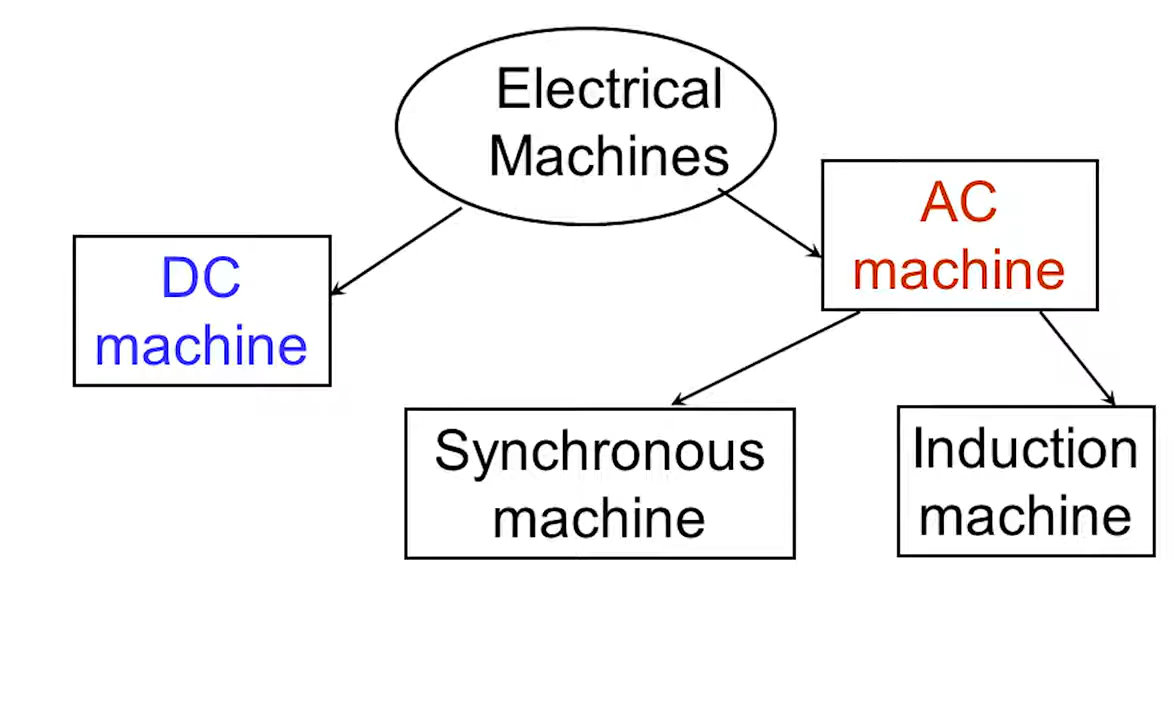 Electrical
Machines
AC
machine
DC
machine
Synchronous
machine
Induction
machine